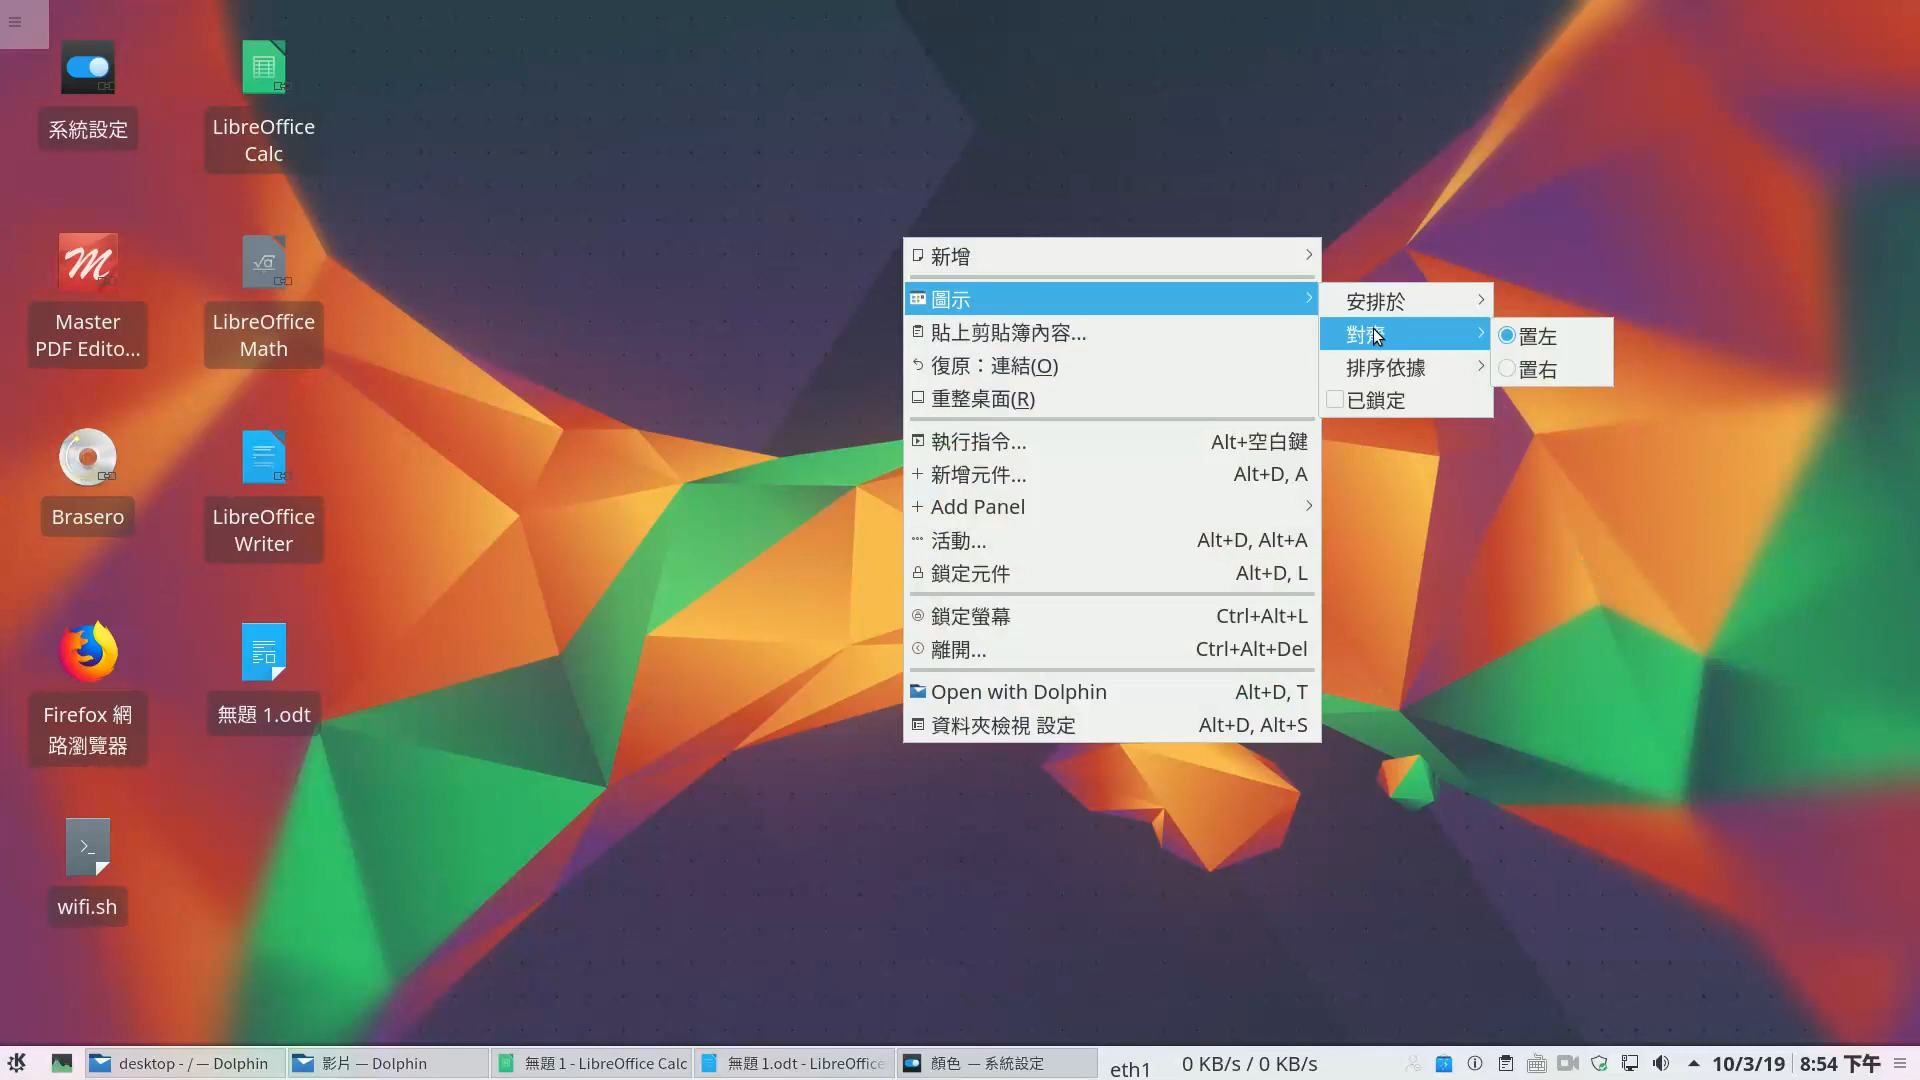 系統設定
LibreOffice
Calc
Master
PDF Edito...
LibreOffice
Math
Brasero
LibreOffice
Writer
Firefox 網
路瀏覽器
無題 1.odt
wifi.sh
新增
圖示
貼上剪貼簿內容...
復原：連結(O)
重整桌面(R)
執行指令... Alt+空白鍵
新增元件... Alt+D, A
Add Panel
活動... Alt+D, Alt+A
鎖定元件 Alt+D, L
鎖定螢幕 Ctrl+Alt+L
離開... Ctrl+Alt+Del
Open with Dolphin Alt+D, T
資料夾檢視 設定 Alt+D, Alt+S
安排於
對齊
排序依據
已鎖定
置左
置右
desktop - / — Dolphin
影片 — Dolphin
無題 1 - LibreOffice Calc
無題 1.odt - LibreOffice
顏色 — 系統設定
eth1
0 KB/s / 0 KB/s
10/3/19
8:54 下午